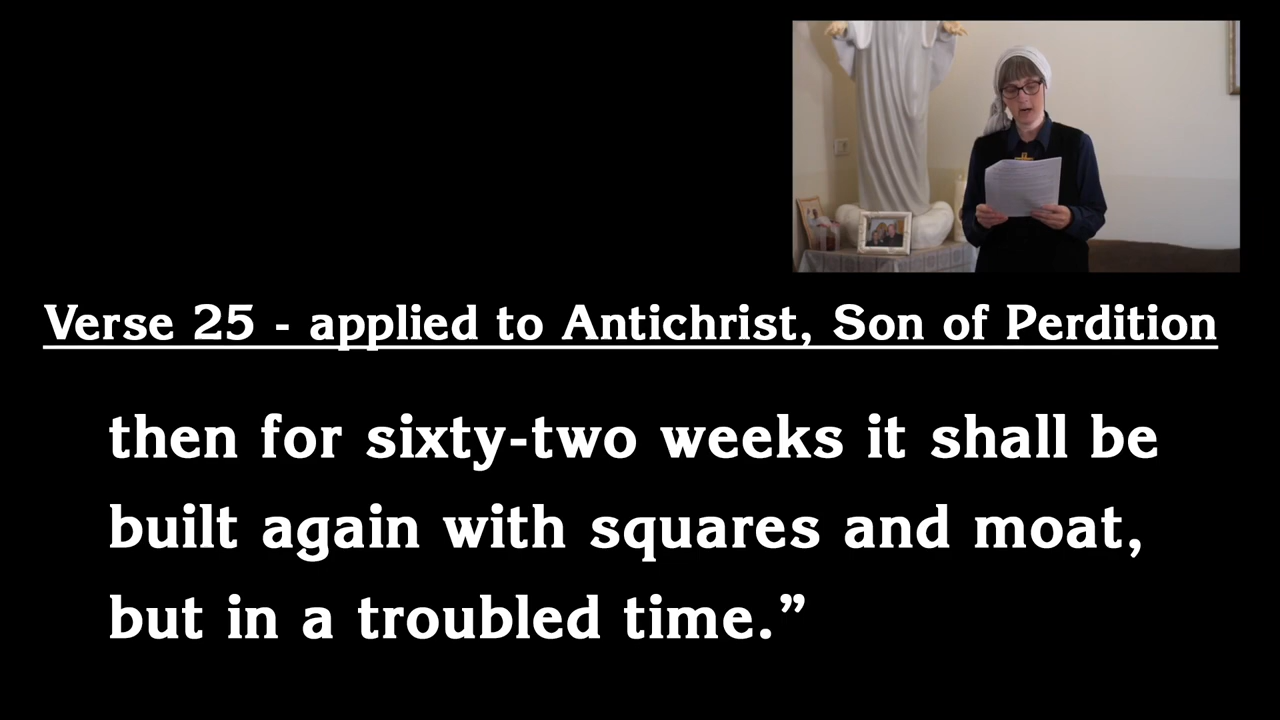 Verse 25 - applied to Antichrist, Son of Perdition
then for sixty-two weeks it shall be
built again with squares and moat,
but in a troubled time.”